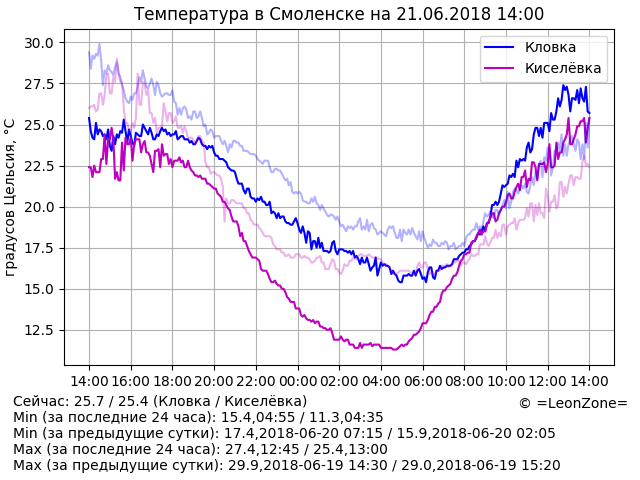 Температура в Смоленске на 21.06.2018 14:00
Кловка
Киселёвка
градусов Цельсия, °C
30.0
27.5
25.0
22.5
20.0
17.5
15.0
12.5
14:00 16:00 18:00 20:00 22:00 00:00 02:00 04:00 06:00 08:00 10:00 12:00 14:00
Сейчас: 25.7 / 25.4 (Кловка / Киселёвка)
© =LeonZone=
Min (за последние 24 часа): 15.4,04:55 / 11.3,04:35
Min (за предыдущие сутки): 17.4,2018-06-20 07:15 / 15.9,2018-06-20 02:05
Max (за последние 24 часа): 27.4,12:45 / 25.4,13:00
Max (за предыдущие сутки): 29.9,2018-06-19 14:30 / 29.0,2018-06-19 15:20